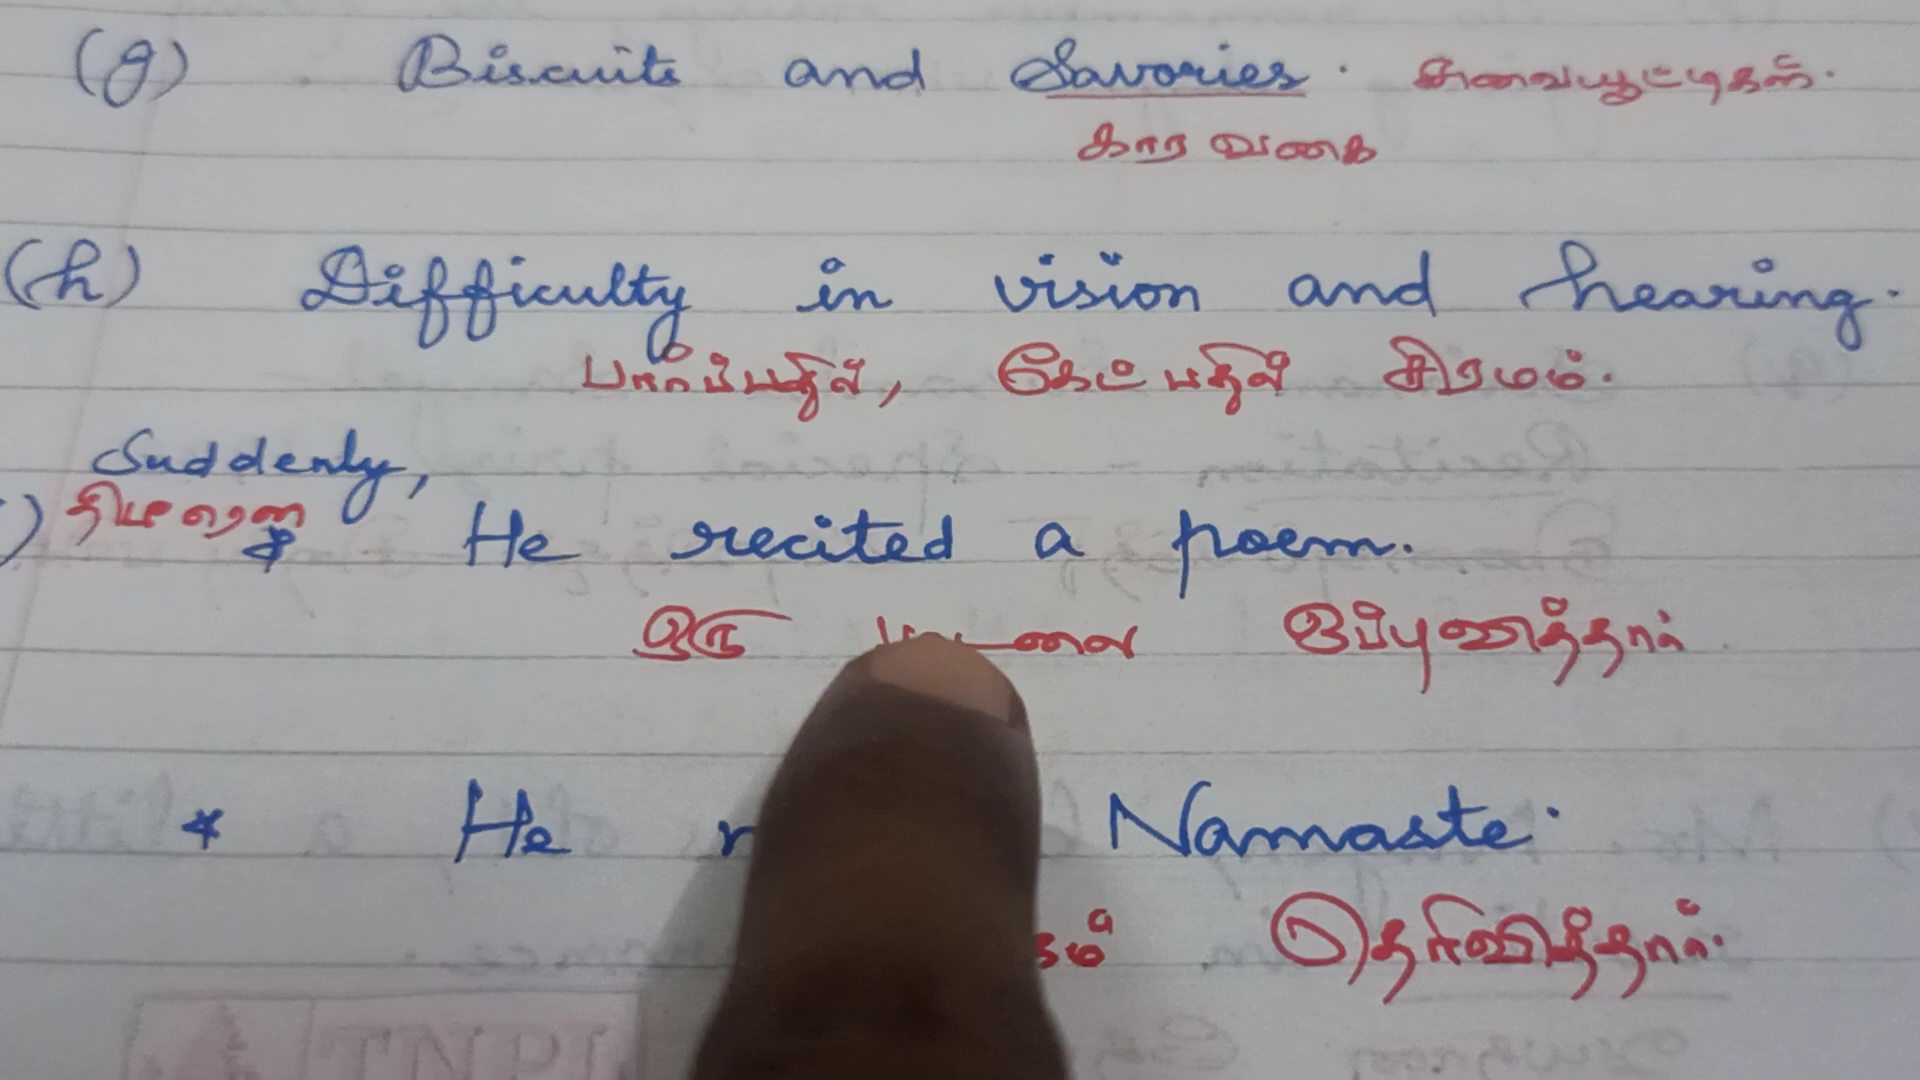 (g) Biscuits and Savories. சுவையூட்டிகள்.
கார வகை
(h) Difficulty in vision and hearing.
பார்ப்பதில், கேட்பதில் சிரமம்.
Suddenly,
திடீரென * He recited a poem.
ஒரு ஒப்புவித்தார்.
* He Namaste.
தெரிவித்தார்.